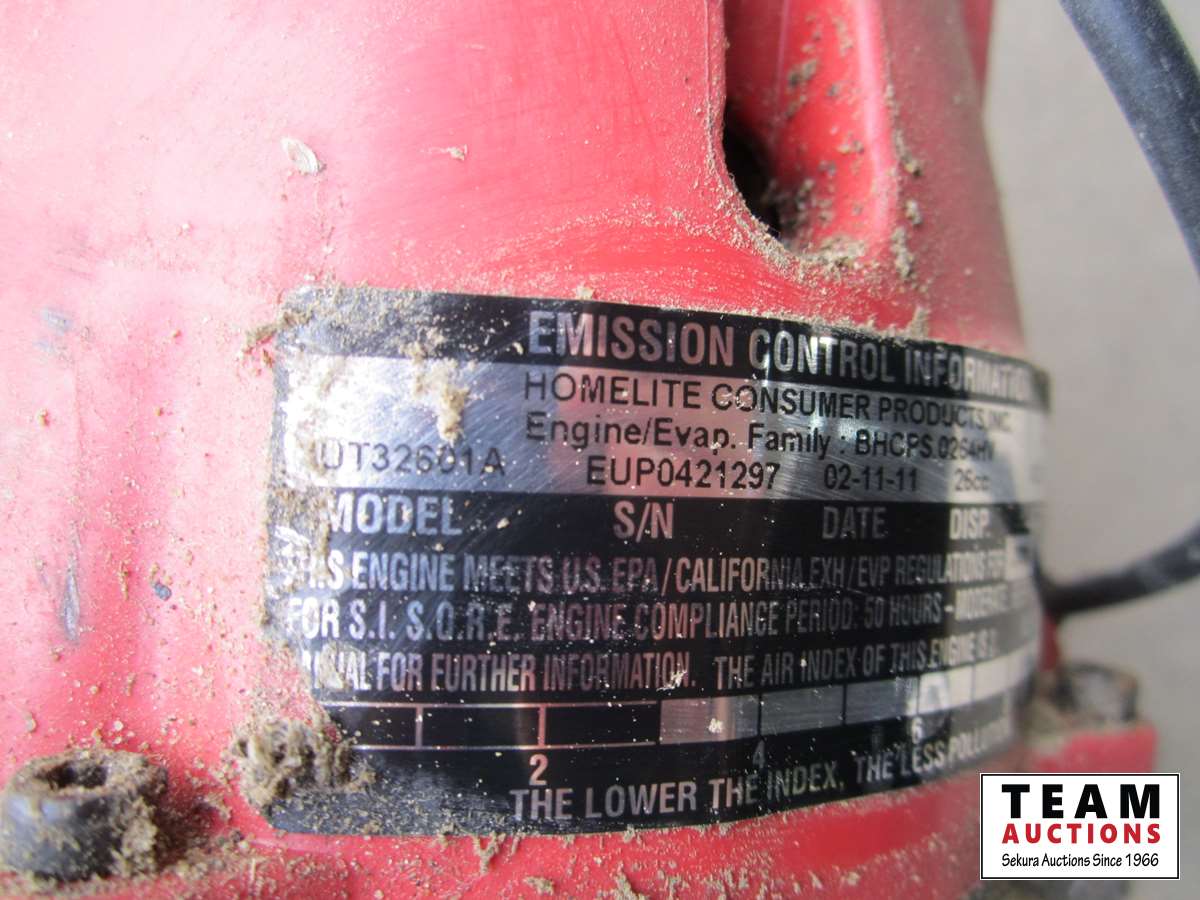 EMISSION CONTROL INFORMATION
HOMELITE CONSUMER PRODUCTS, INC.
Engine/Evap. Family : BHCPS.0264HV
UT32601A EUP0421297 02-11-11 26cc
MODEL S/N DATE DISP.
THIS ENGINE MEETS U.S. EPA/CALIFORNIA EXH/EVP REGULATIONS
FOR S.I. S.O.R.E. ENGINE COMPLIANCE PERIOD: 50 HOURS - MODERATE
FOR FURTHER INFORMATION. THE AIR INDEX OF THIS ENGINE IS
2 4 6
THE LOWER THE INDEX, THE LESS POLLUTION
TEAM
AUCTIONS
Sekura Auctions Since 1966